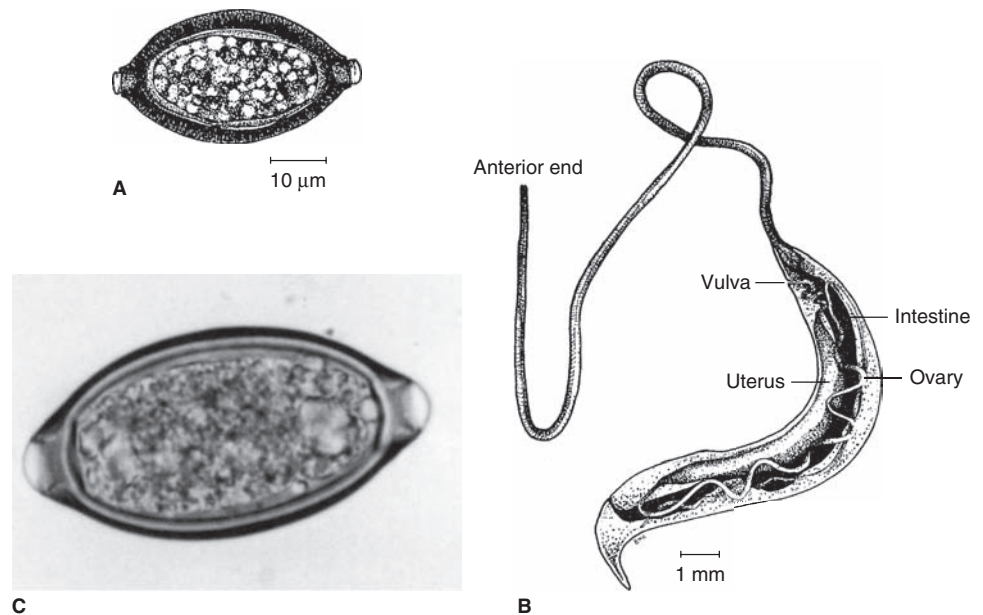 10 μm
A
Anterior end
Vulva
Intestine
Uterus
Ovary
1 mm
C
B